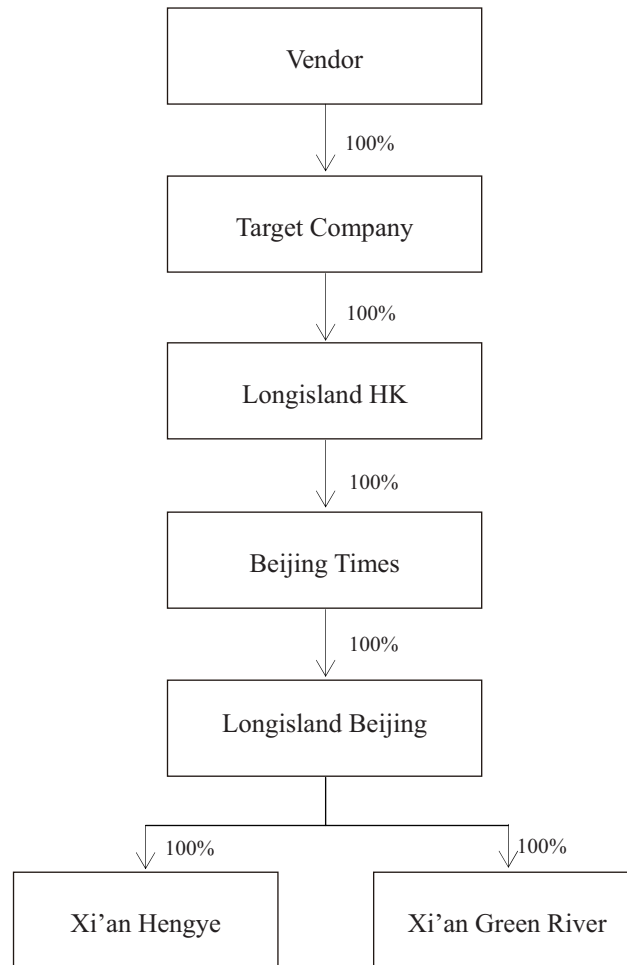 Vendor
100%
Target Company
100%
Longisland HK
100%
Beijing Times
100%
Longisland Beijing
100%
100%
Xi’an Hengye
Xi’an Green River